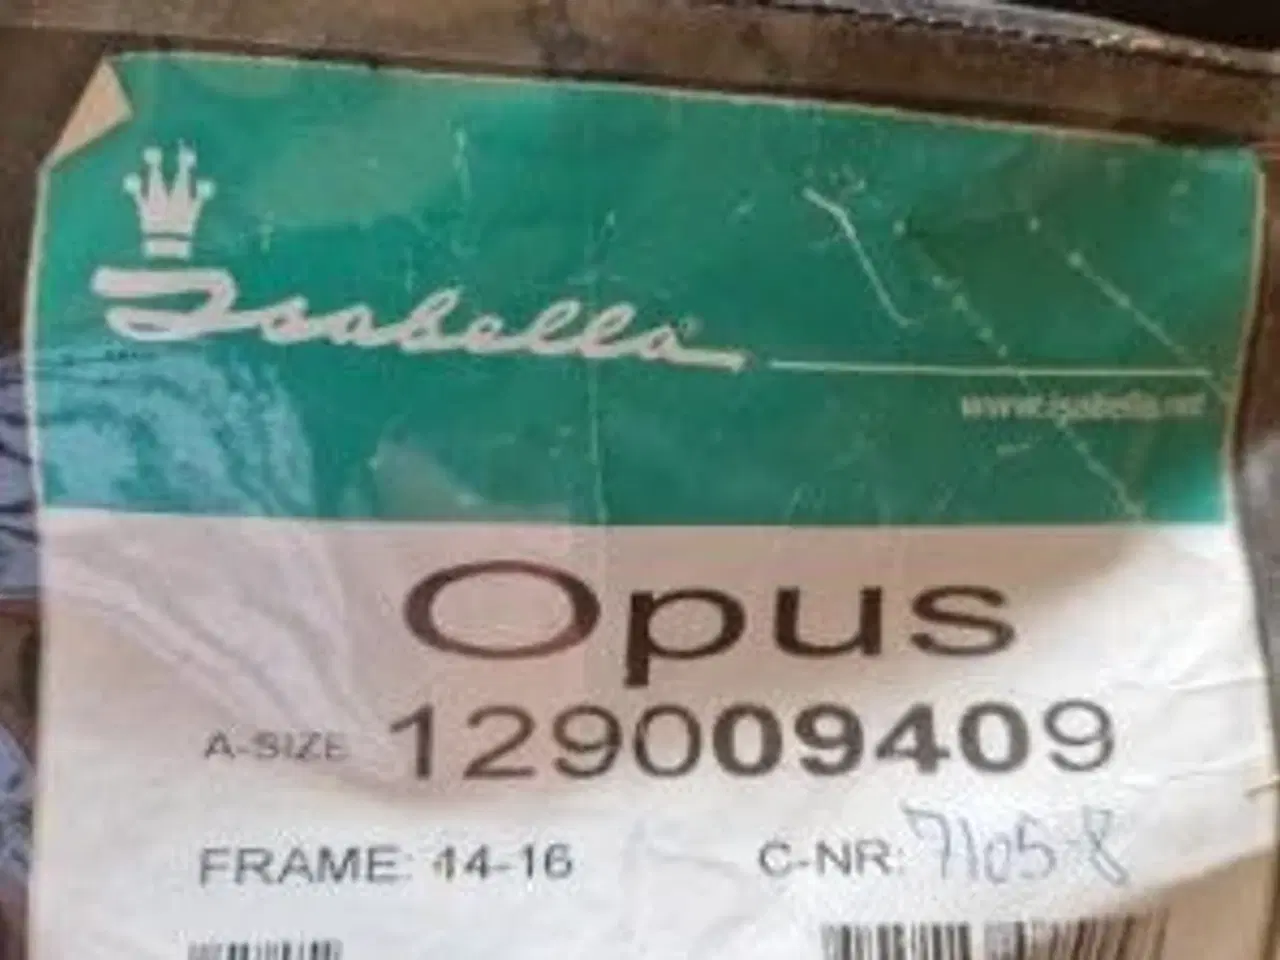 Isabella
www.isabella.net
Opus
A-SIZE 129009409
FRAME: 14-16 C-NR: 7105-8